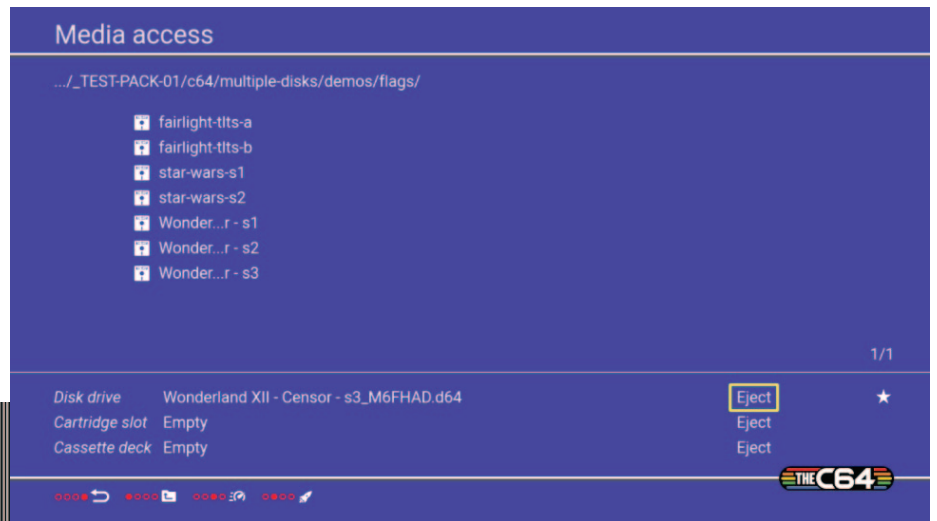 Media access
.../_TEST-PACK-01/c64/multiple-disks/demos/flags/
fairlight-tlts-a
fairlight-tlts-b
star-wars-s1
star-wars-s2
Wonder...r - s1
Wonder...r - s2
Wonder...r - s3
1/1
Disk drive Wonderland XII - Censor - s3_M6FHAD.d64 Eject
Cartridge slot Empty Eject
Cassette deck Empty Eject
THEC64